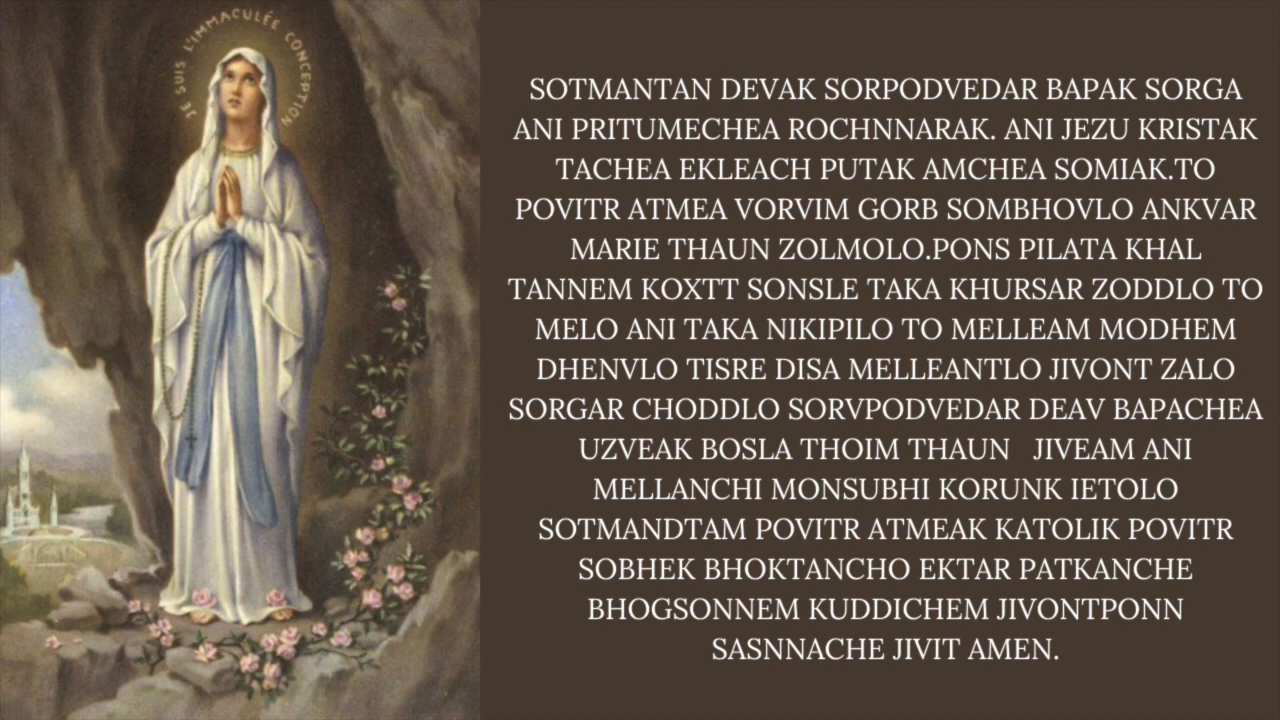 JE SUIS L'IMMACULÉE CONCEPTION
SOTMANTAN DEVAK SORPODVEDAR BAPAK SORGA
ANI PRITUMECHEA ROCHNNARAK. ANI JEZU KRISTAK
TACHEA EKLEACH PUTAK AMCHEA SOMIAK.TO
POVITR ATMEA VORVIM GORB SOMBHOVLO ANKVAR
MARIE THAUN ZOLMOLO.PONS PILATA KHAL
TANNEM KOXTT SONSLE TAKA KHURSAR ZODDLO TO
MELO ANI TAKA NIKIPILO TO MELLEAM MODHEM
DHENVLO TISRE DISA MELLEANTLO JIVONT ZALO
SORGAR CHODDLO SORVPODVEDAR DEAV BAPACHEA
UZVEAK BOSLA THOIM THAUN   JIVEAM ANI
MELLANCHI MONSUBHI KORUNK IETOLO
SOTMANDTAM POVITR ATMEAK KATOLIK POVITR
SOBHEK BHOKTANCHO EKTAR PATKANCHE
BHOGSONNEM KUDDICHEM JIVONTPONN
SASNNACHE JIVIT AMEN.